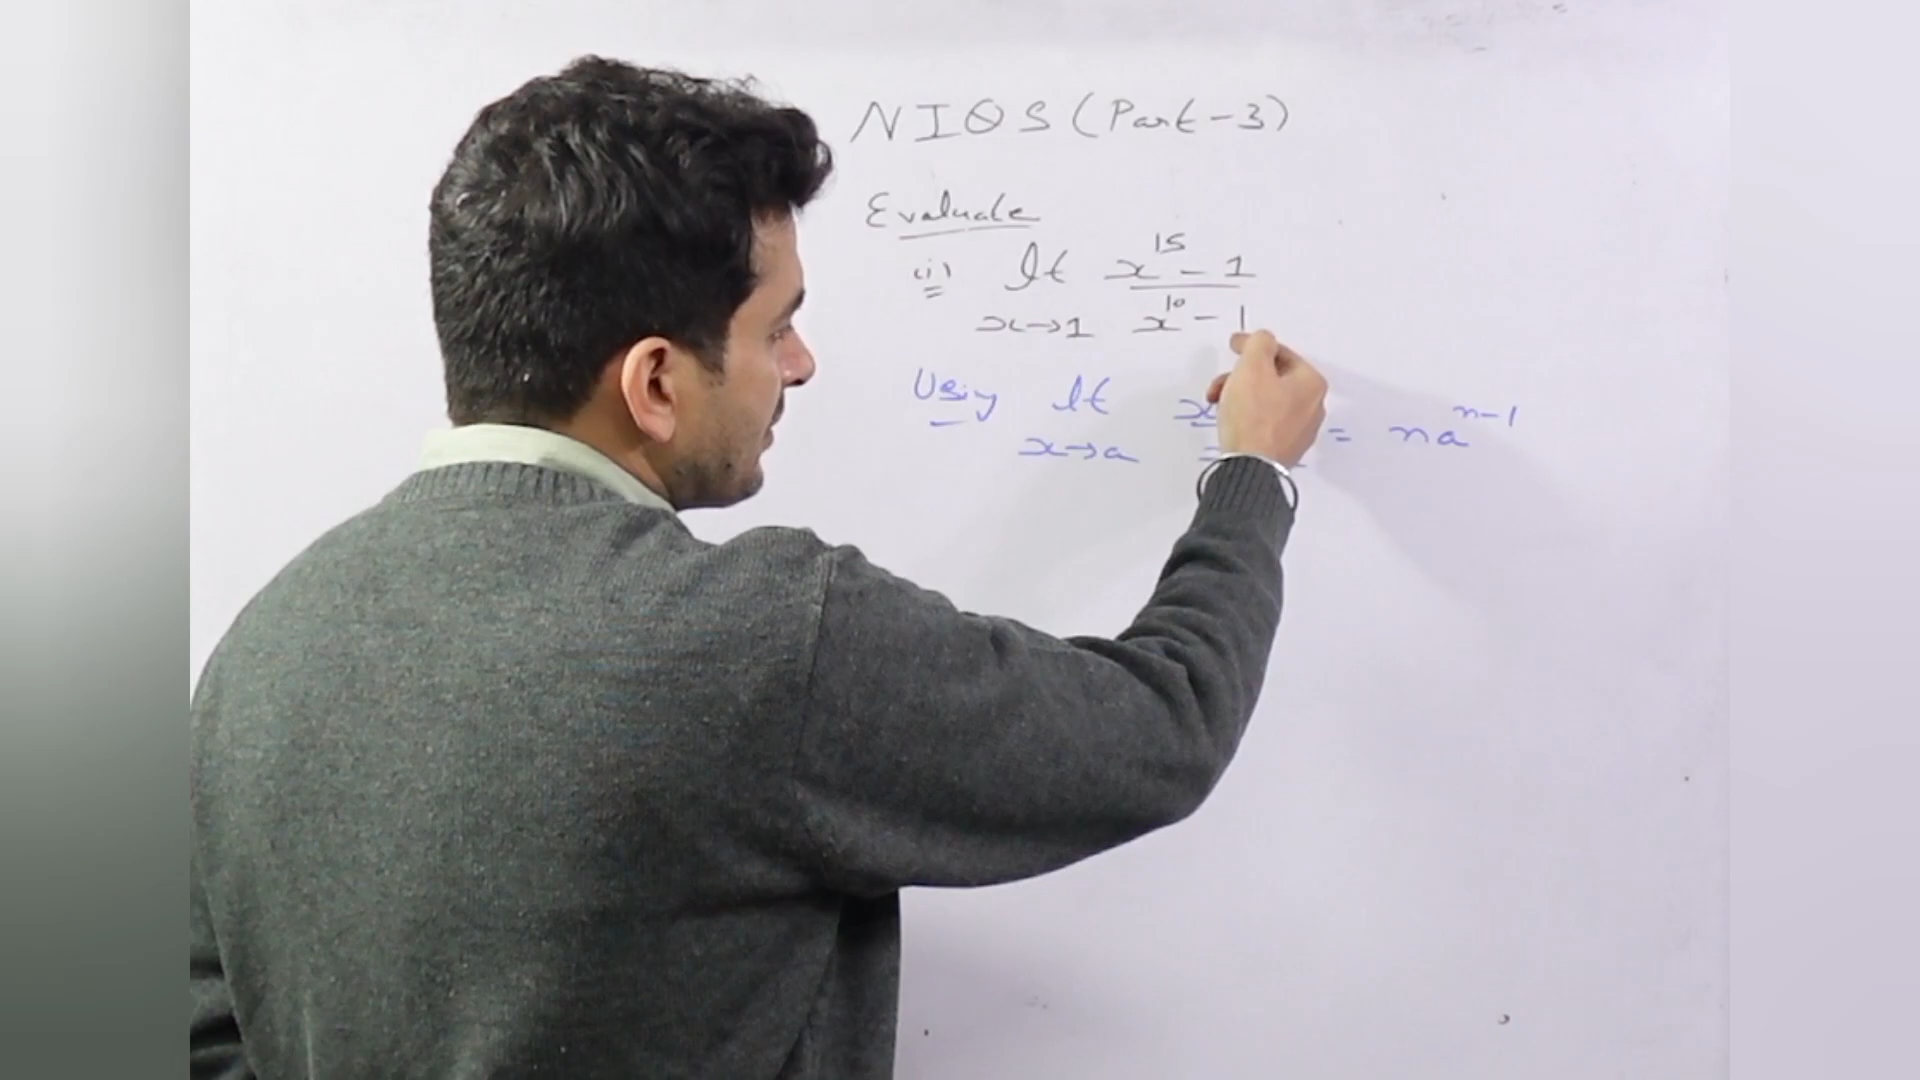 NIOS (Part-3)
Evaluate
(i) lt x^15 - 1
x→1 x^10 - 1
Using lt x = na^n-1
x→a